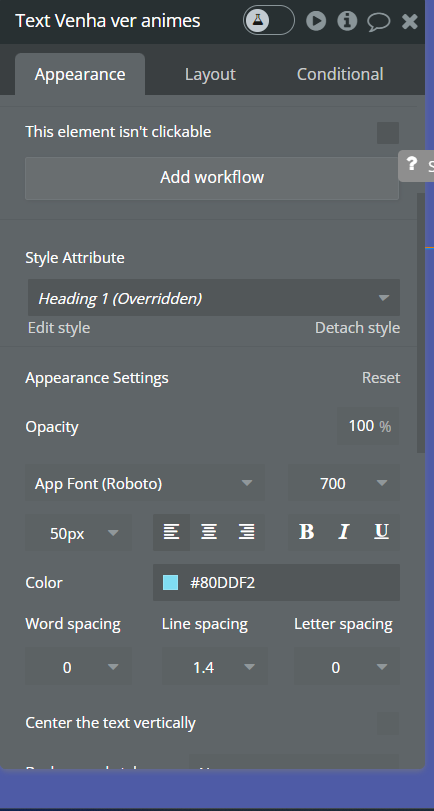 Text Venha ver animes
Appearance Layout Conditional
This element isn't clickable
Add workflow
? S
Style Attribute
Heading 1 (Overridden)
Edit style Detach style
Appearance Settings Reset
Opacity 100 %
App Font (Roboto) 700
50px B I U
Color #80DDF2
Word spacing Line spacing Letter spacing
0 1.4 0
Center the text vertically